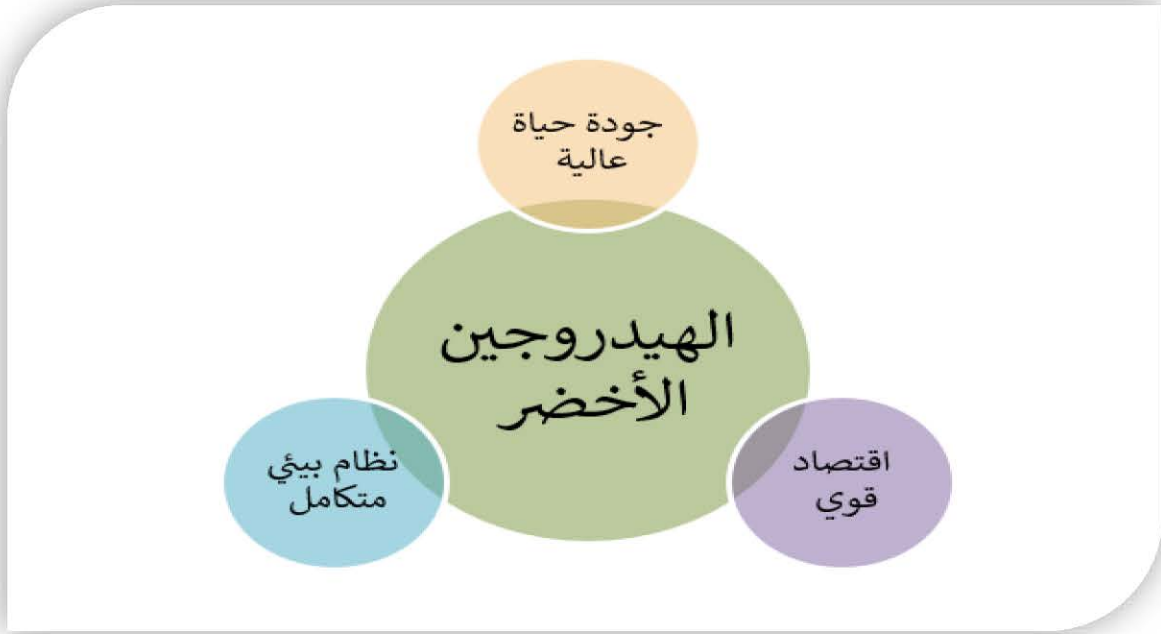 جودة حياة
عالية
الهيدروجين
الأخضر
اقتصاد
قوي
نظام بيئي
متكامل